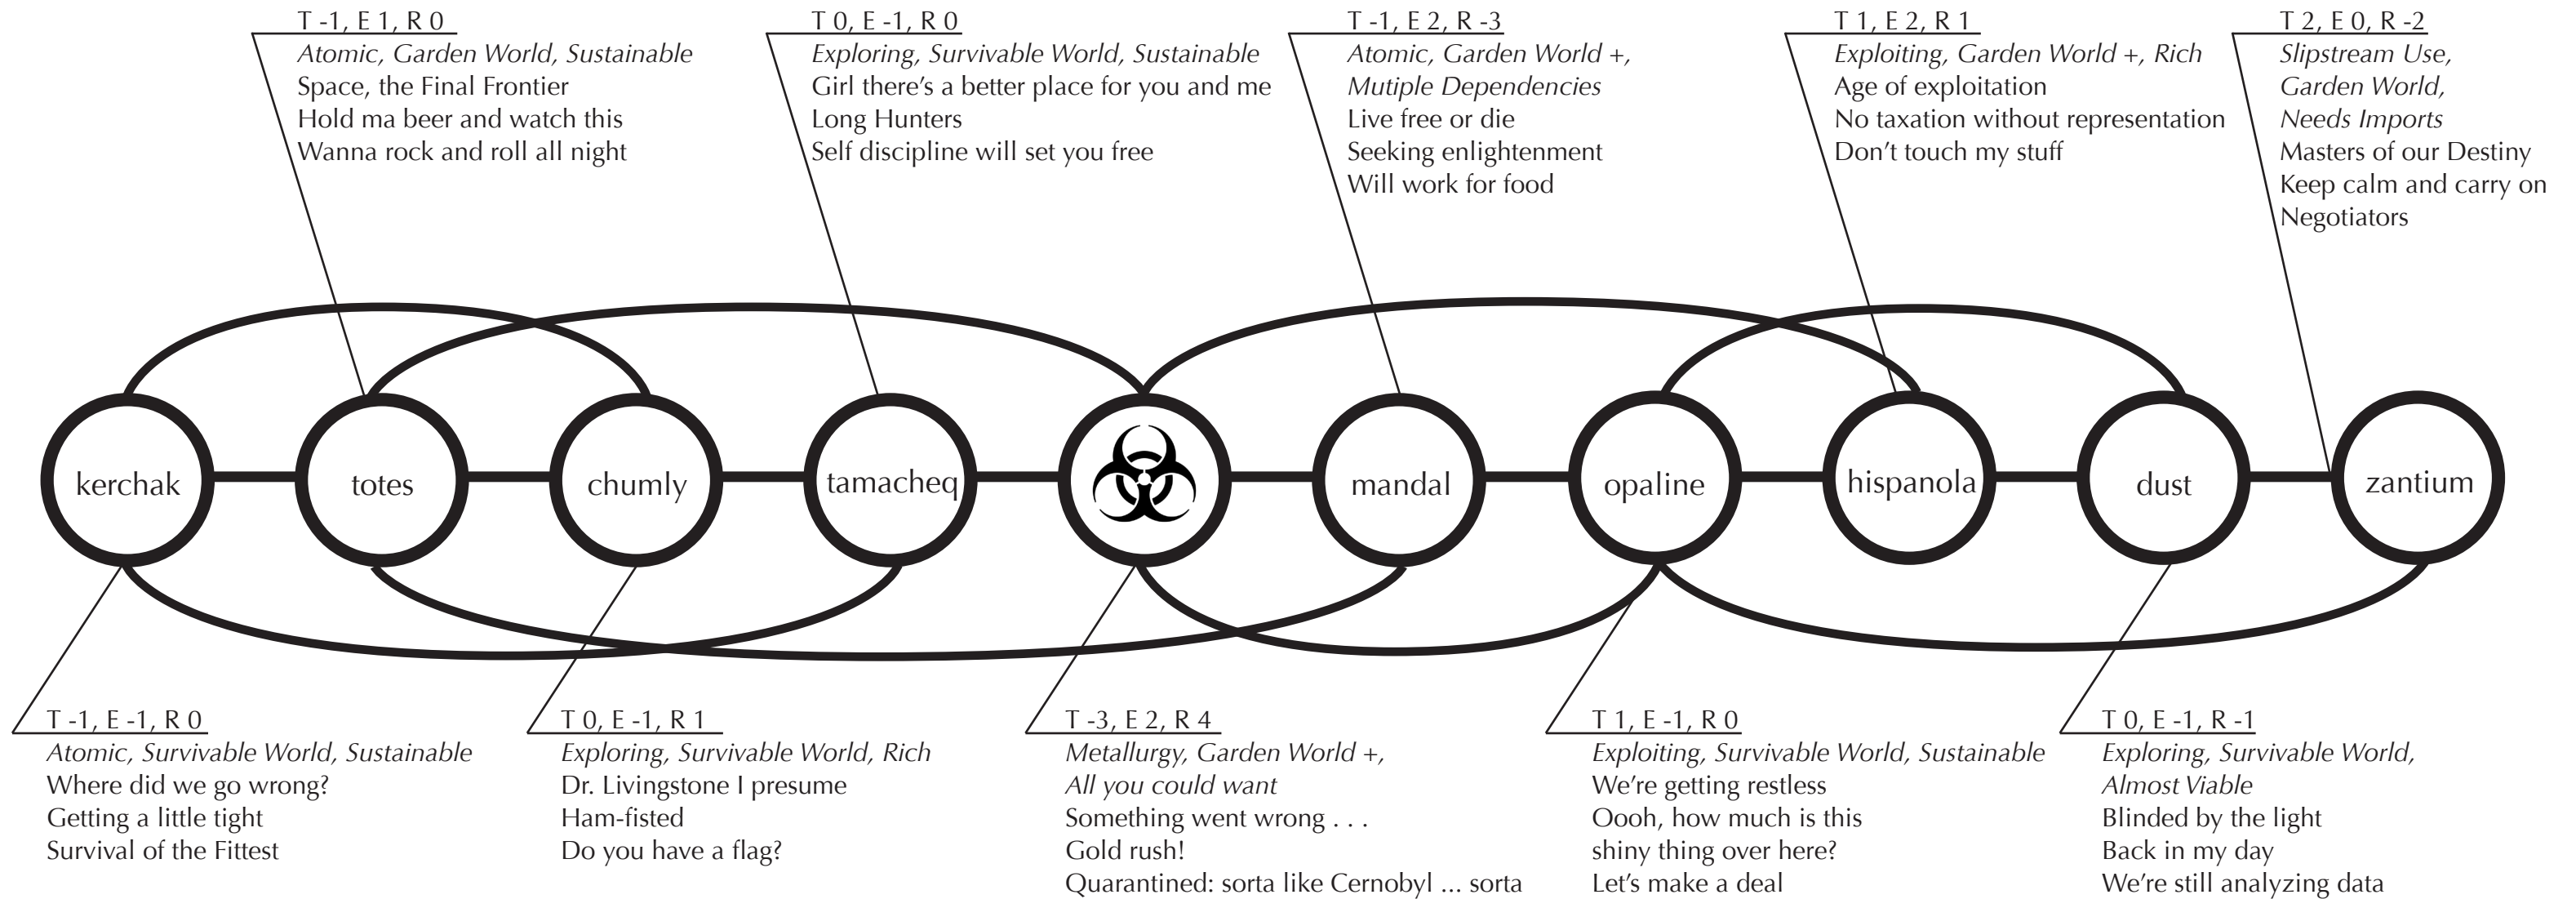 T -1, E 1, R 0
Atomic, Garden World, Sustainable
Space, the Final Frontier
Hold ma beer and watch this
Wanna rock and roll all night
T 0, E -1, R 0
Exploring, Survivable World, Sustainable
Girl there's a better place for you and me
Long Hunters
Self discipline will set you free
T -1, E 2, R -3
Atomic, Garden World +,
Mutiple Dependencies
Live free or die
Seeking enlightenment
Will work for food
T 1, E 2, R 1
Exploiting, Garden World +, Rich
Age of exploitation
No taxation without representation
Don't touch my stuff
T 2, E 0, R -2
Slipstream Use,
Garden World,
Needs Imports
Masters of our Destiny
Keep calm and carry on
Negotiators
kerchak
totes
chumly
tamacheq
mandal
opaline
hispanola
dust
zantium
T -1, E -1, R 0
Atomic, Survivable World, Sustainable
Where did we go wrong?
Getting a little tight
Survival of the Fittest
T 0, E -1, R 1
Exploring, Survivable World, Rich
Dr. Livingstone I presume
Ham-fisted
Do you have a flag?
T -3, E 2, R 4
Metallurgy, Garden World +,
All you could want
Something went wrong . . .
Gold rush!
Quarantined: sorta like Cernobyl ... sorta
T 1, E -1, R 0
Exploiting, Survivable World, Sustainable
We're getting restless
Oooh, how much is this
shiny thing over here?
Let's make a deal
T 0, E -1, R -1
Exploring, Survivable World,
Almost Viable
Blinded by the light
Back in my day
We're still analyzing data